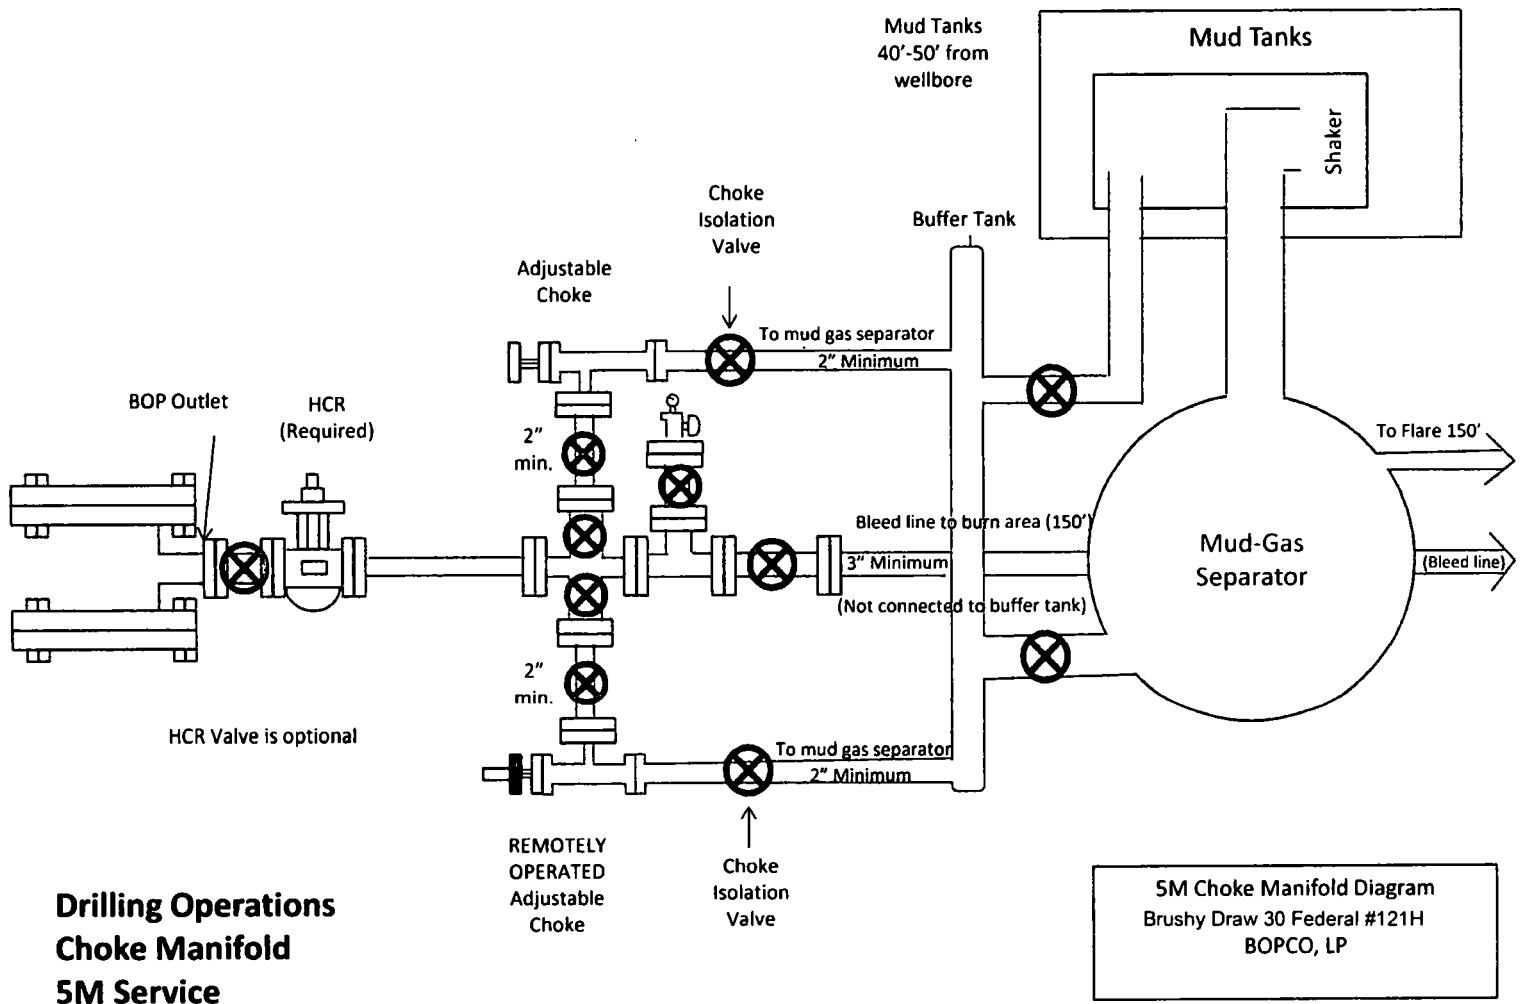 Mud Tanks
40'-50' from
wellbore
Mud Tanks
Shaker
Choke
Isolation
Valve
Buffer Tank
Adjustable
Choke
To mud gas separator
2" Minimum
BOP Outlet
HCR
(Required)
2"
min.
To Flare 150'
Bleed line to burn area (150')
3" Minimum
(Not connected to buffer tank)
Mud-Gas
Separator
(Bleed line)
2"
min.
HCR Valve is optional
To mud gas separator
2" Minimum
REMOTELY
OPERATED
Adjustable
Choke
Choke
Isolation
Valve
Drilling Operations
Choke Manifold
5M Service
5M Choke Manifold Diagram
Brushy Draw 30 Federal #121H
BOPCO, LP